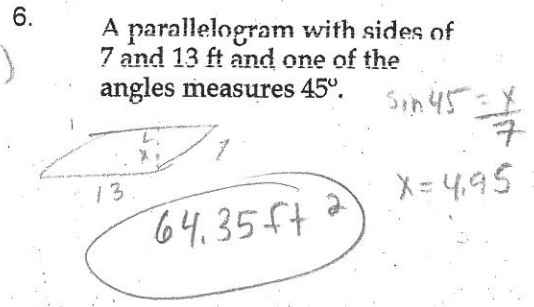 6.
A parallelogram with sides of
7 and 13 ft and one of the
angles measures 45º.
sin 45 = x/7
x = 4.95
x
7
13
64.35 ft²